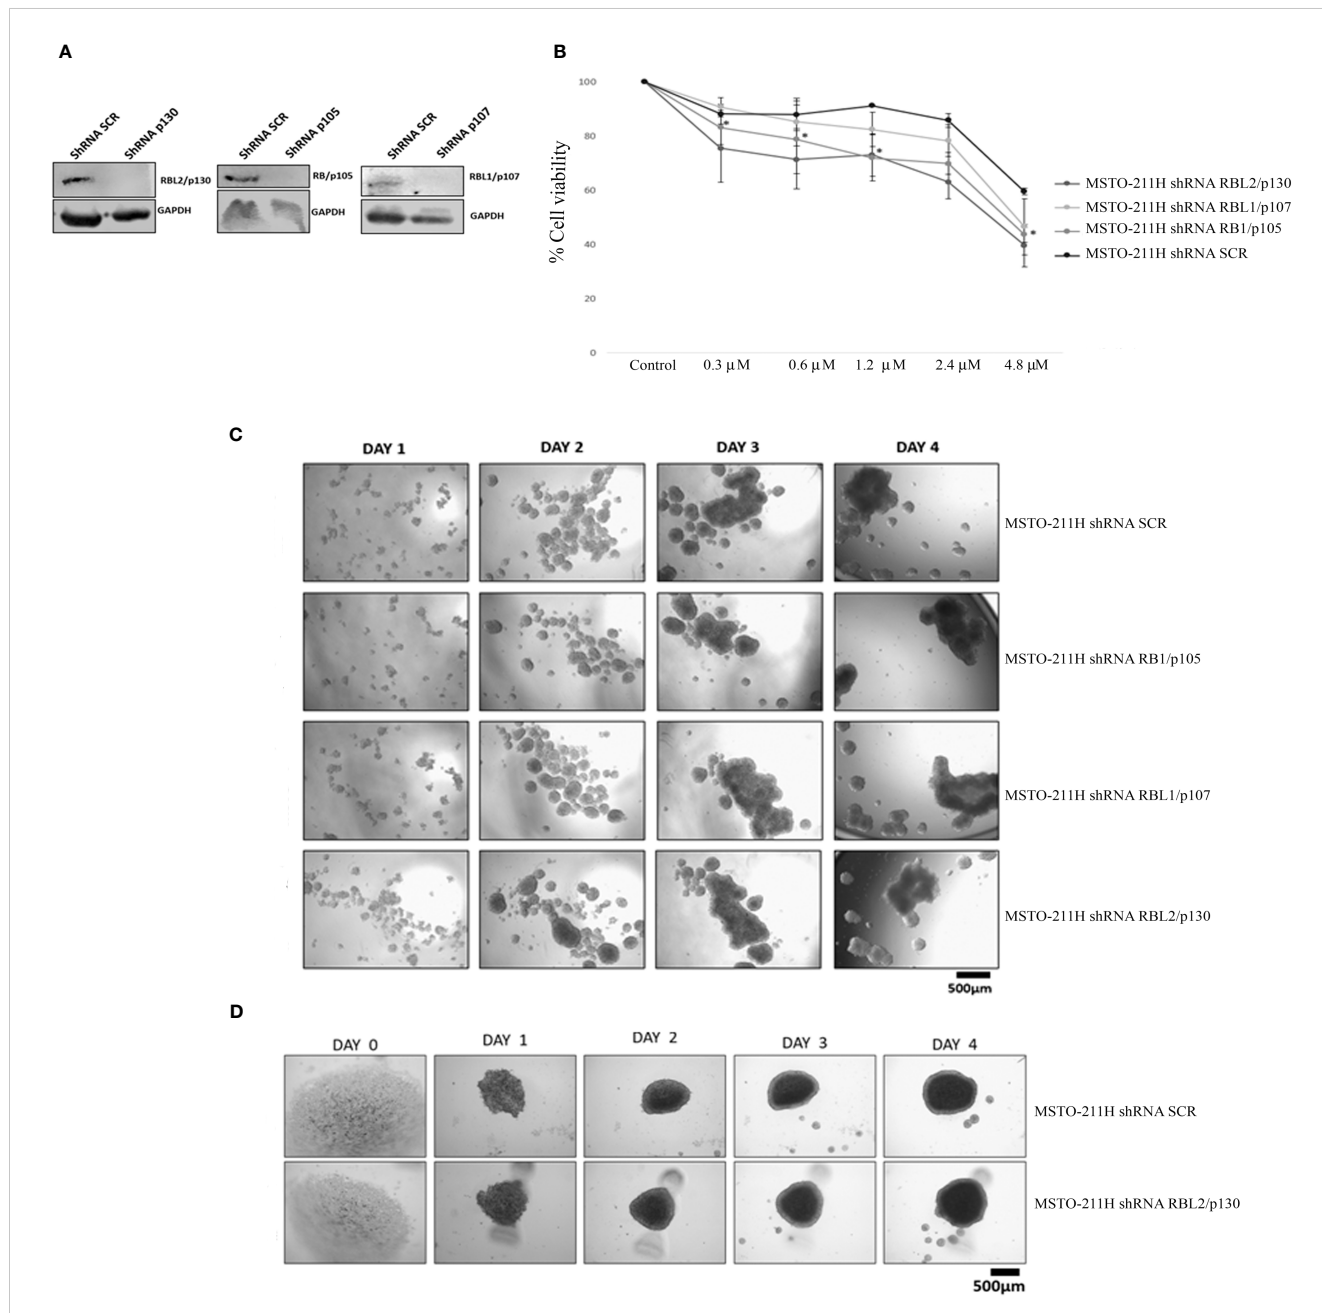 A
ShRNA SCR
ShRNA p130
RBL2/p130
GAPDH
ShRNA SCR
ShRNA p105
RB/p105
GAPDH
ShRNA SCR
ShRNA p107
RBL1/p107
GAPDH
B
% Cell viability
100
80
60
40
20
0
*
*
*
*
Control
0.3 μM
0.6 μM
1.2 μM
2.4 μM
4.8 μM
MSTO-211H shRNA RBL2/p130
MSTO-211H shRNA RBL1/p107
MSTO-211H shRNA RB1/p105
MSTO-211H shRNA SCR
C
DAY 1
DAY 2
DAY 3
DAY 4
MSTO-211H shRNA SCR
MSTO-211H shRNA RB1/p105
MSTO-211H shRNA RBL1/p107
MSTO-211H shRNA RBL2/p130
500μm
D
DAY 0
DAY 1
DAY 2
DAY 3
DAY 4
MSTO-211H shRNA SCR
MSTO-211H shRNA RBL2/p130
500μm